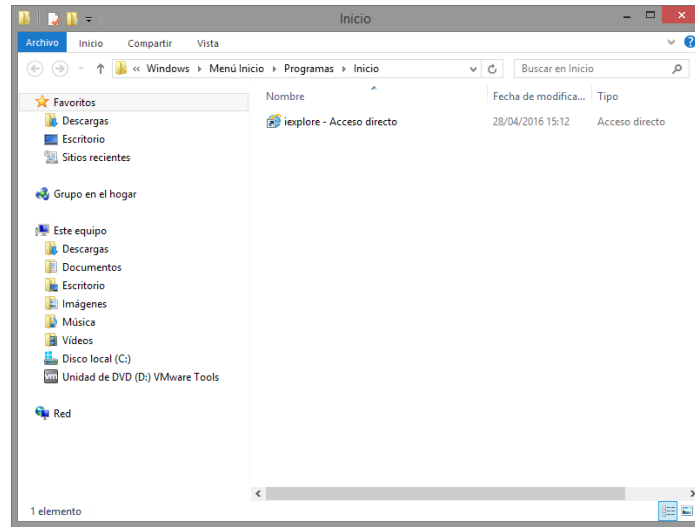 Inicio
Archivo Inicio Compartir Vista
« Windows Menú Inicio Programas Inicio Buscar en Inicio
Nombre Fecha de modifica... Tipo
Favoritos
Descargas iexplore - Acceso directo 28/04/2016 15:12 Acceso directo
Escritorio
Sitios recientes
Grupo en el hogar
Este equipo
Descargas
Documentos
Escritorio
Imágenes
Música
Vídeos
Disco local (C:)
vm Unidad de DVD (D:) VMware Tools
Red
1 elemento